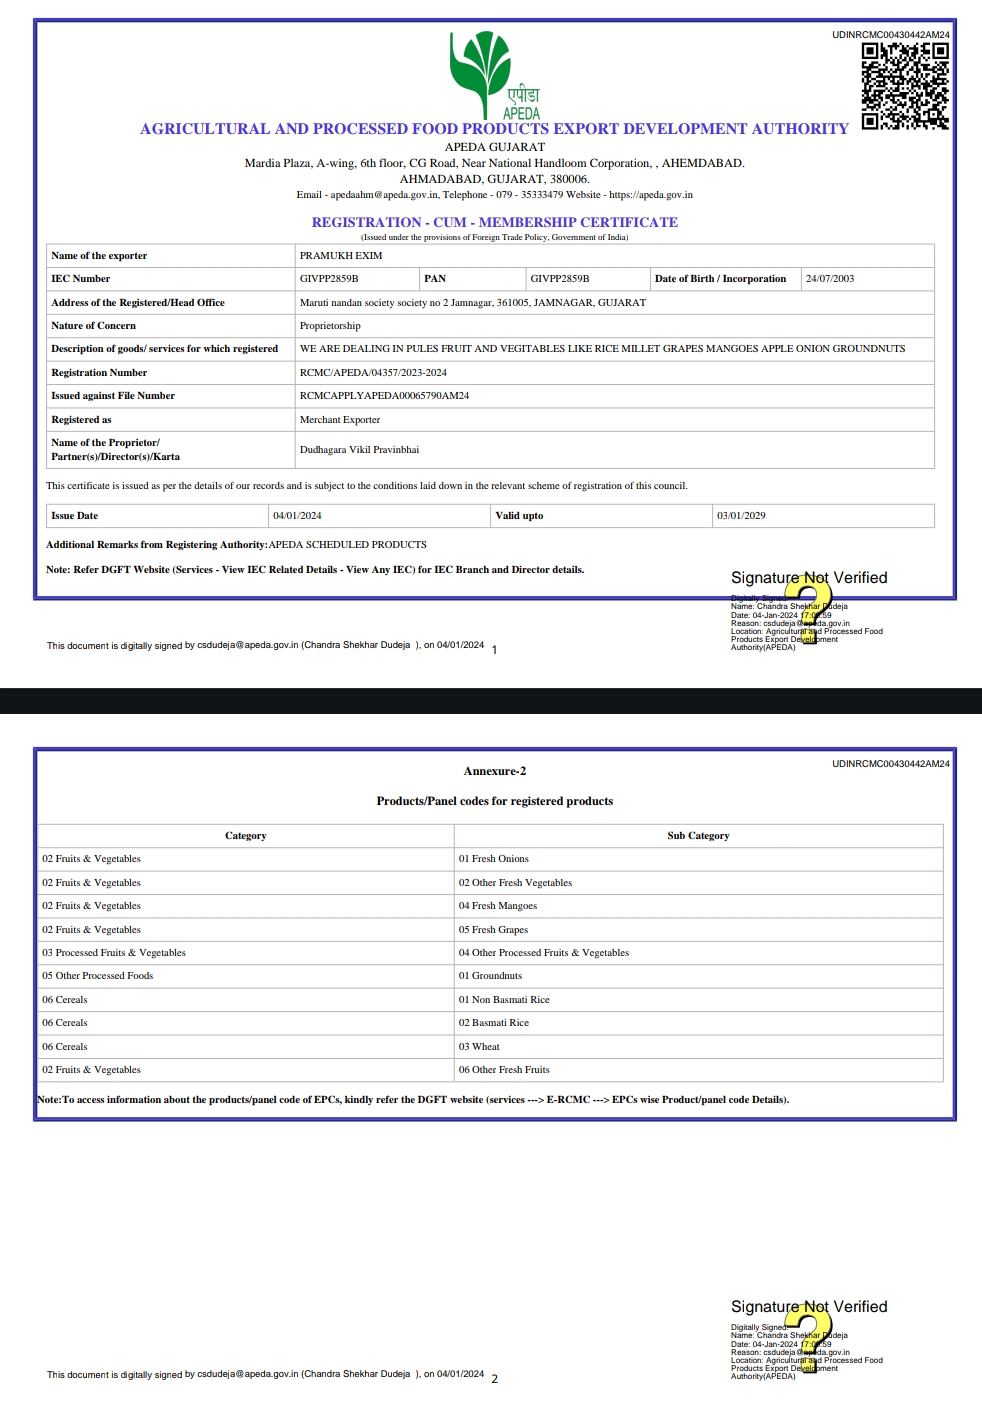 UDINRCMC00430442AM24
एपीडा
APEDA
AGRICULTURAL AND PROCESSED FOOD PRODUCTS EXPORT DEVELOPMENT AUTHORITY
APEDA GUJARAT
Mardia Plaza, A-wing, 6th floor, CG Road, Near National Handloom Corporation, , AHEMDABAD.
AHMADABAD, GUJARAT, 380006.
Email - apedaahm@apeda.gov.in, Telephone - 079 - 35333479 Website - https://apeda.gov.in
REGISTRATION - CUM - MEMBERSHIP CERTIFICATE
(Issued under the provisions of Foreign Trade Policy, Government of India)
Name of the exporter PRAMUKH EXIM
IEC Number GIVPP2859B PAN GIVPP2859B Date of Birth / Incorporation 24/07/2003
Address of the Registered/Head Office Maruti nandan society society no 2 Jamnagar, 361005, JAMNAGAR, GUJARAT
Nature of Concern Proprietorship
Description of goods/ services for which registered WE ARE DEALING IN PULES FRUIT AND VEGITABLES LIKE RICE MILLET GRAPES MANGOES APPLE ONION GROUNDNUTS
Registration Number RCMC/APEDA/04357/2023-2024
Issued against File Number RCMCAPPLYAPEDA00065790AM24
Registered as Merchant Exporter
Name of the Proprietor/
Partner(s)/Director(s)/Karta Dudhagara Vikil Pravinbhai
This certificate is issued as per the details of our records and is subject to the conditions laid down in the relevant scheme of registration of this council.
Issue Date 04/01/2024 Valid upto 03/01/2029
Additional Remarks from Registering Authority:APEDA SCHEDULED PRODUCTS
Note: Refer DGFT Website (Services - View IEC Related Details - View Any IEC) for IEC Branch and Director details.
Signature Not Verified
Digitally Signed.
Name: Chandra Shekhar Dudeja
Date: 04-Jan-2024 17:05:59
Reason: csdudeja@apeda.gov.in
Location: Agricultural and Processed Food
Products Export Development
Authority(APEDA)
This document is digitally signed by csdudeja@apeda.gov.in (Chandra Shekhar Dudeja ), on 04/01/2024 1
UDINRCMC00430442AM24
Annexure-2
Products/Panel codes for registered products
Category Sub Category
02 Fruits & Vegetables 01 Fresh Onions
02 Fruits & Vegetables 02 Other Fresh Vegetables
02 Fruits & Vegetables 04 Fresh Mangoes
02 Fruits & Vegetables 05 Fresh Grapes
03 Processed Fruits & Vegetables 04 Other Processed Fruits & Vegetables
05 Other Processed Foods 01 Groundnuts
06 Cereals 01 Non Basmati Rice
06 Cereals 02 Basmati Rice
06 Cereals 03 Wheat
02 Fruits & Vegetables 06 Other Fresh Fruits
Note:To access information about the products/panel code of EPCs, kindly refer the DGFT website (services ---> E-RCMC ---> EPCs wise Product/panel code Details).
Signature Not Verified
Digitally Signed.
Name: Chandra Shekhar Dudeja
Date: 04-Jan-2024 17:05:59
Reason: csdudeja@apeda.gov.in
Location: Agricultural and Processed Food
Products Export Development
Authority(APEDA)
This document is digitally signed by csdudeja@apeda.gov.in (Chandra Shekhar Dudeja ), on 04/01/2024 2